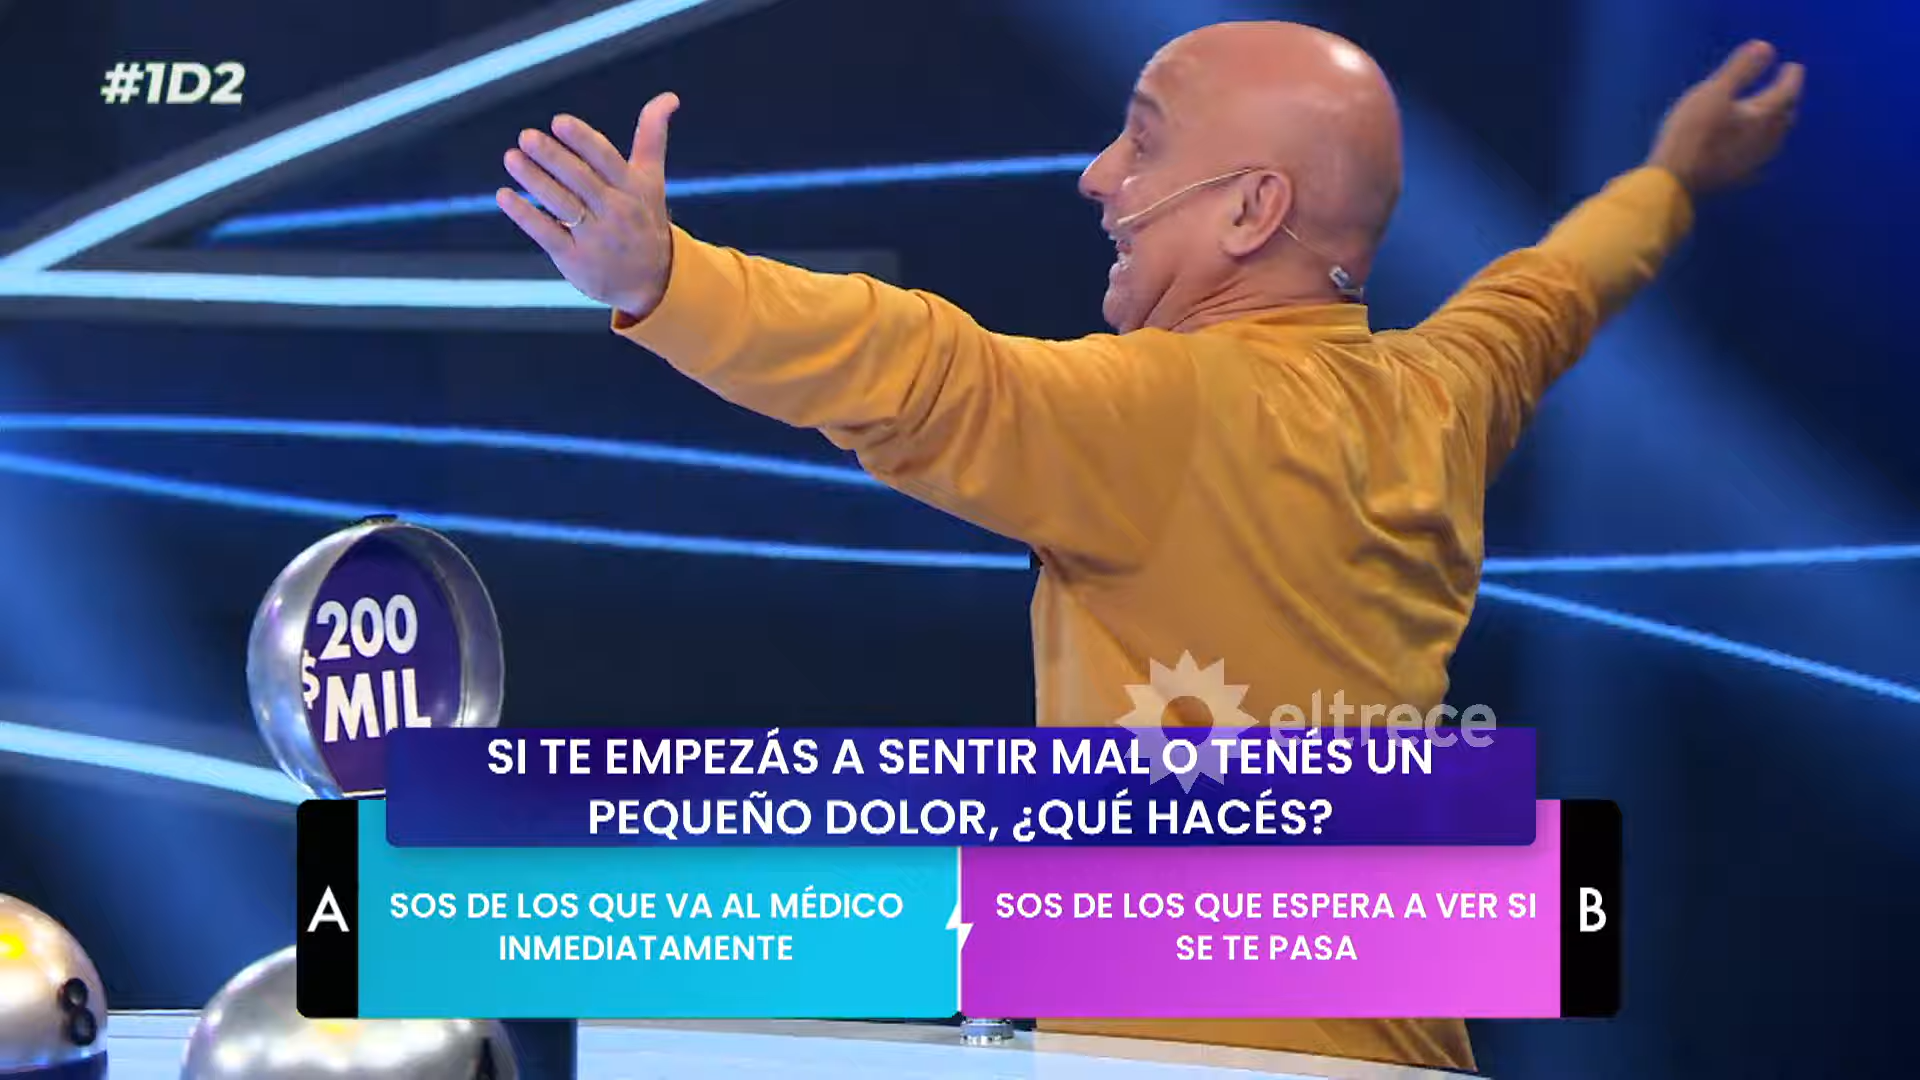 #1D2
$200
MIL
eltrece
SI TE EMPEZÁS A SENTIR MAL O TENÉS UN
PEQUEÑO DOLOR, ¿QUÉ HACÉS?
A
SOS DE LOS QUE VA AL MÉDICO
INMEDIATAMENTE
SOS DE LOS QUE ESPERA A VER SI
SE TE PASA
B
8